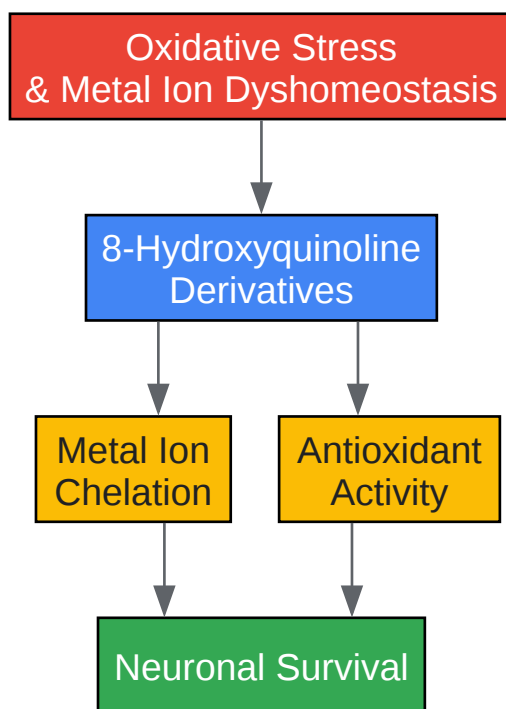 Oxidative Stress
& Metal Ion Dyshomeostasis
8-Hydroxyquinoline
Derivatives
Metal Ion
Chelation
Antioxidant
Activity
Neuronal Survival